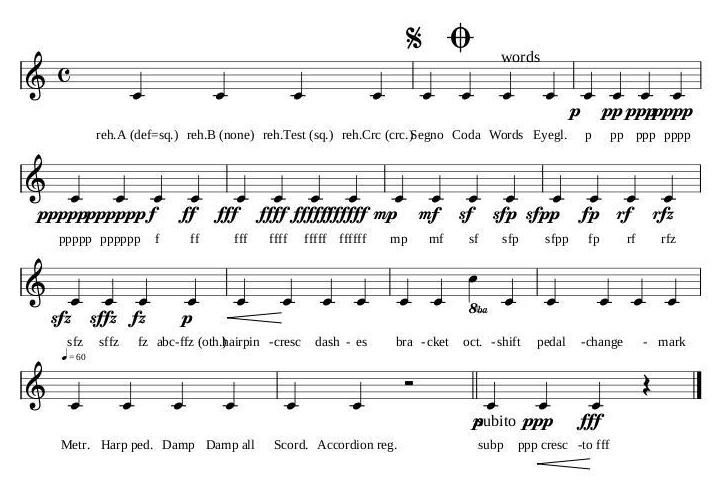 words
p pp ppp pppp
reh.A (def=sq.) reh.B (none) reh.Test (sq.) reh.Crc (crc.) Segno Coda Words Eyegl. p pp ppp pppp
ppppp pppppp f ff fff ffff fffff ffffff mp mf sf sfp sfpp fp rf rfz
ppppp pppppp f ff fff ffff fffff ffffff mp mf sf sfp sfpp fp rf rfz
8ba
sfz sffz fz p
sfz sffz fz abc-ffz (oth.) hairpin -cresc dash - es bra -cket oct. -shift pedal -change - mark
= 60
p subito ppp fff
Metr. Harp ped. Damp Damp all Scord. Accordion reg. subp ppp cresc -to fff